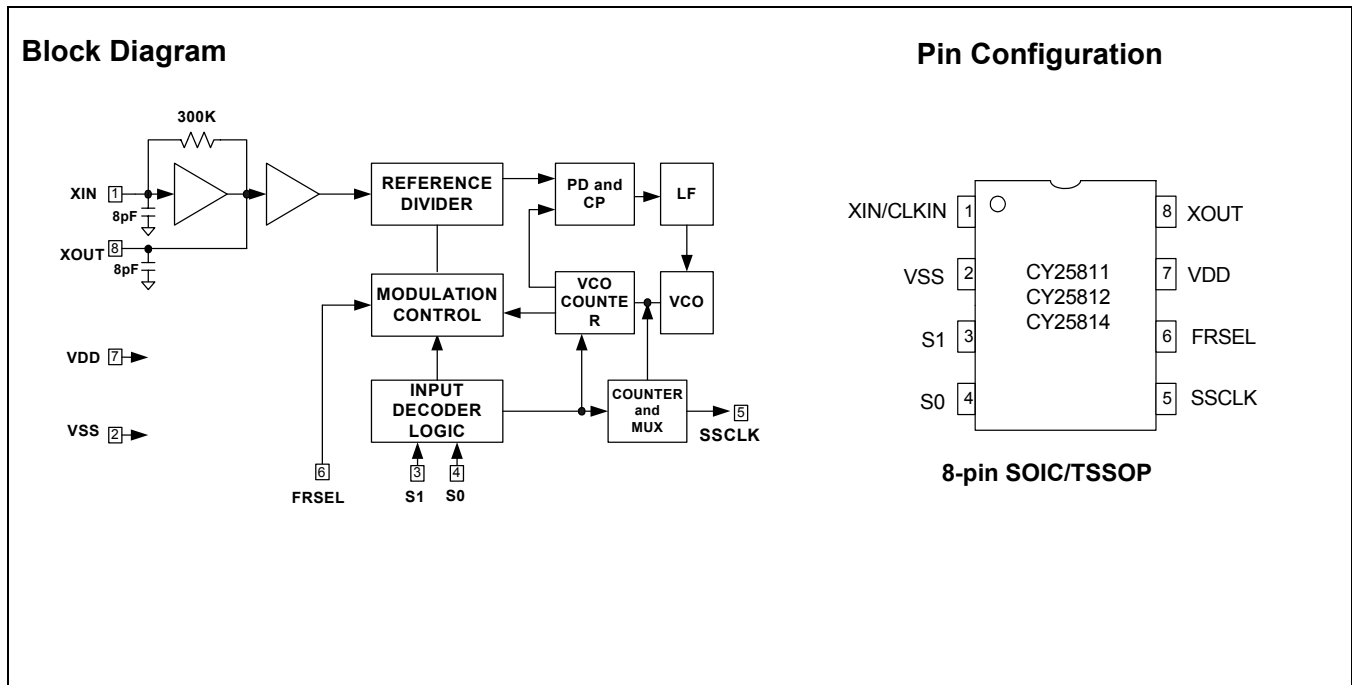 Block Diagram
300K
XIN 1
8pF
XOUT 8
8pF
REFERENCE
DIVIDER
PD and
CP
LF
MODULATION
CONTROL
VCO
COUNTE
R
VCO
VDD 7
INPUT
DECODER
LOGIC
COUNTER
and
MUX
5
SSCLK
VSS 2
6
FRSEL
3
S1
4
S0
Pin Configuration
XIN/CLKIN 1
8 XOUT
VSS 2
7 VDD
S1 3
6 FRSEL
S0 4
5 SSCLK
CY25811
CY25812
CY25814
8-pin SOIC/TSSOP